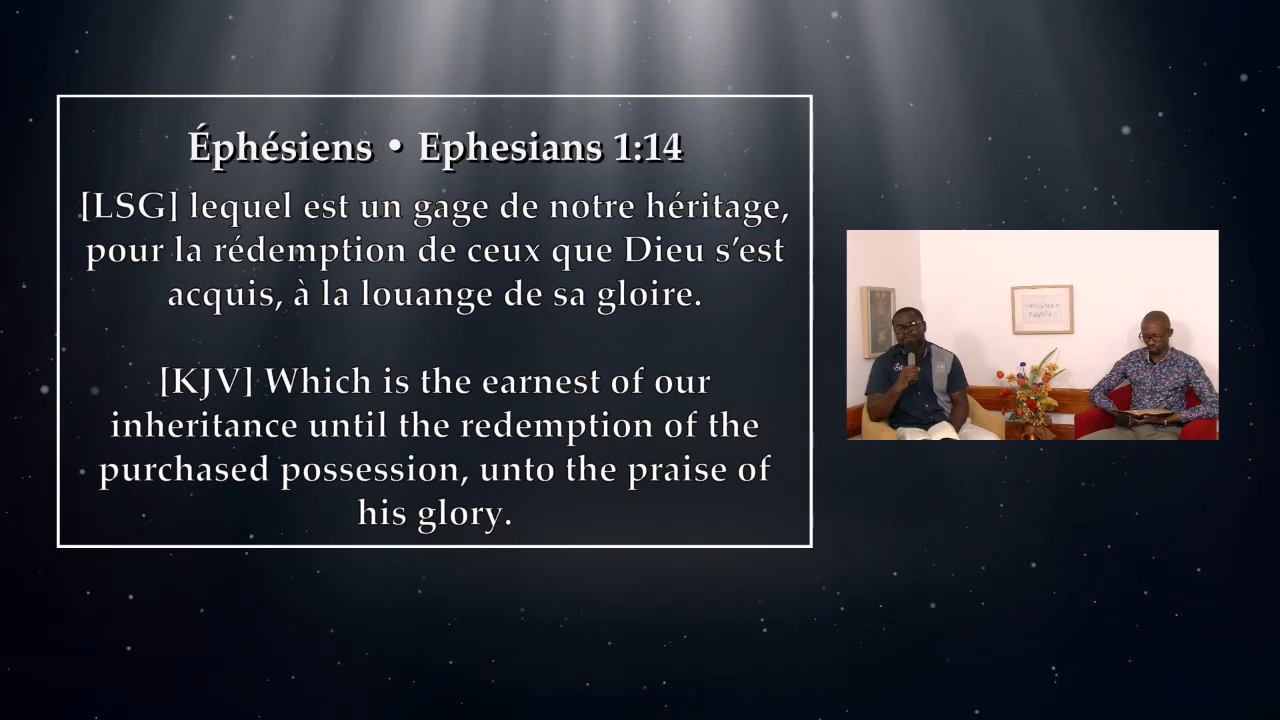 Éphésiens • Ephesians 1:14
[LSG] lequel est un gage de notre héritage,
pour la rédemption de ceux que Dieu s’est
acquis, à la louange de sa gloire.
[KJV] Which is the earnest of our
inheritance until the redemption of the
purchased possession, unto the praise of
his glory.